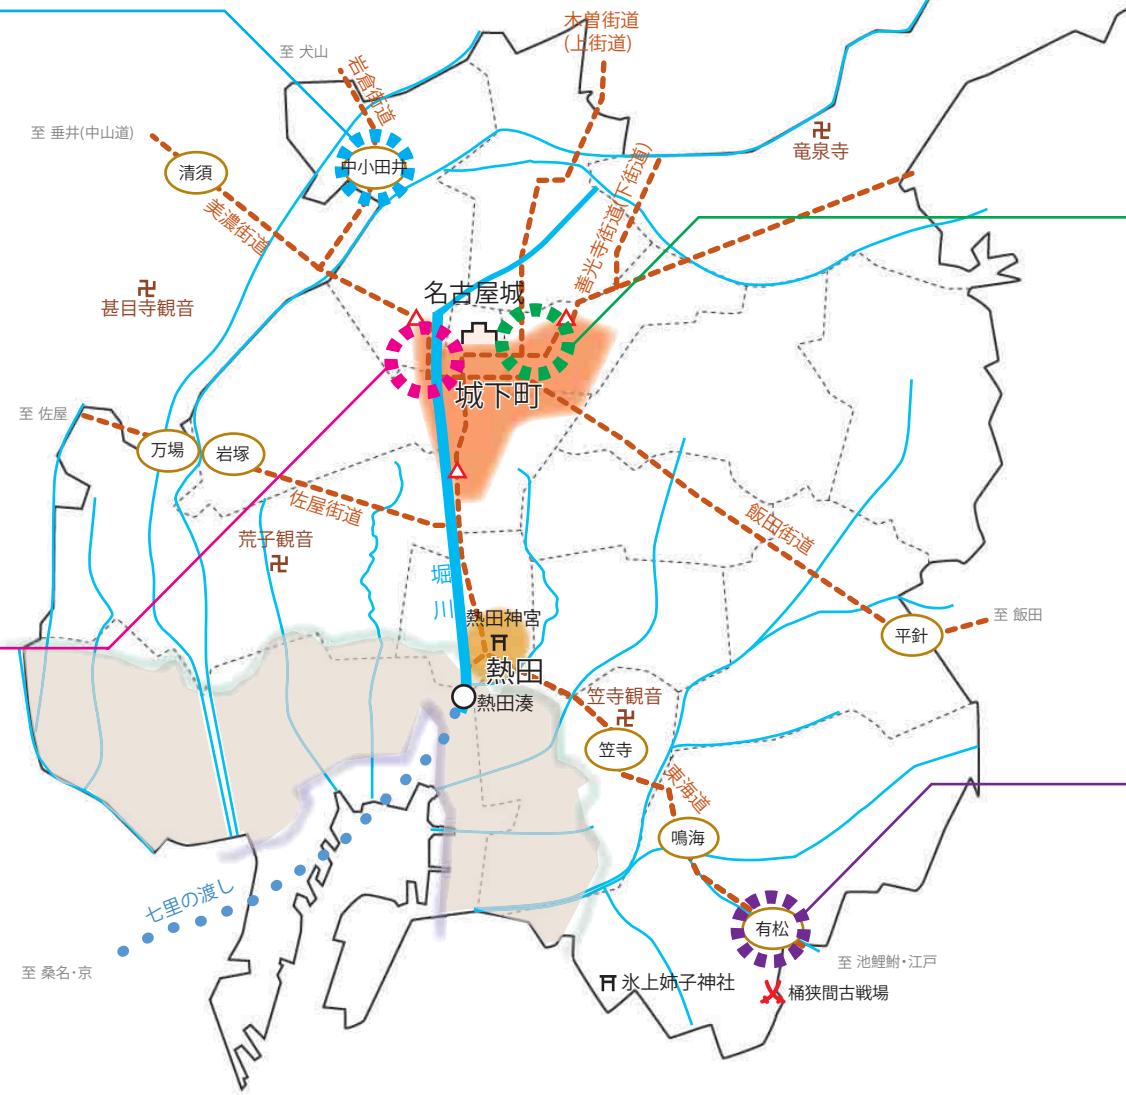 木曽街道
(上街道)
至 犬山
岩倉街道
至 垂井(中山道)
清須
中小田井
竜泉寺
美濃街道
善光寺街道(下街道)
甚目寺観音
名古屋城
城下町
至 佐屋
万場
岩塚
佐屋街道
飯田街道
荒子観音
堀川
熱田神宮
至 飯田
平針
熱田
熱田湊
笠寺観音
笠寺
東海道
鳴海
七里の渡し
有松
至 桑名・京
至 池鯉鮒・江戸
氷上姉子神社
桶狭間古戦場